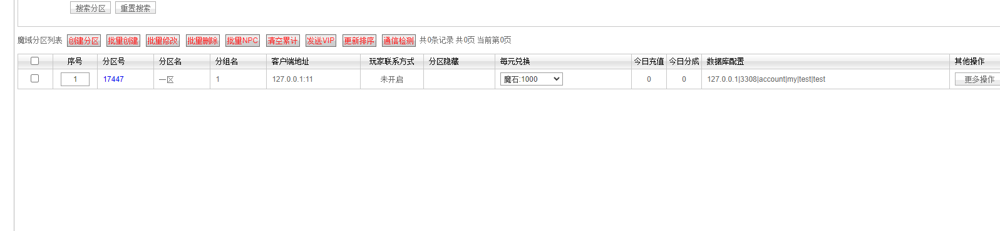 搜索分区 重置搜索
魔域分区列表 创建分区 批量创建 批量修改 批量删除 批量NPC 清空累计 发送VIP 更新排序 通信检测 共0条记录 共0页 当前第0页
序号 分区号 分区名 分组名 客户端地址 玩家联系方式 分区隐藏 每元兑换 今日充值 今日分成 数据库配置 其他操作
1 17447 一区 1 127.0.0.1:11 未开启 魔石:1000 0 0 127.0.0.1|3308|account|my|test|test 更多操作